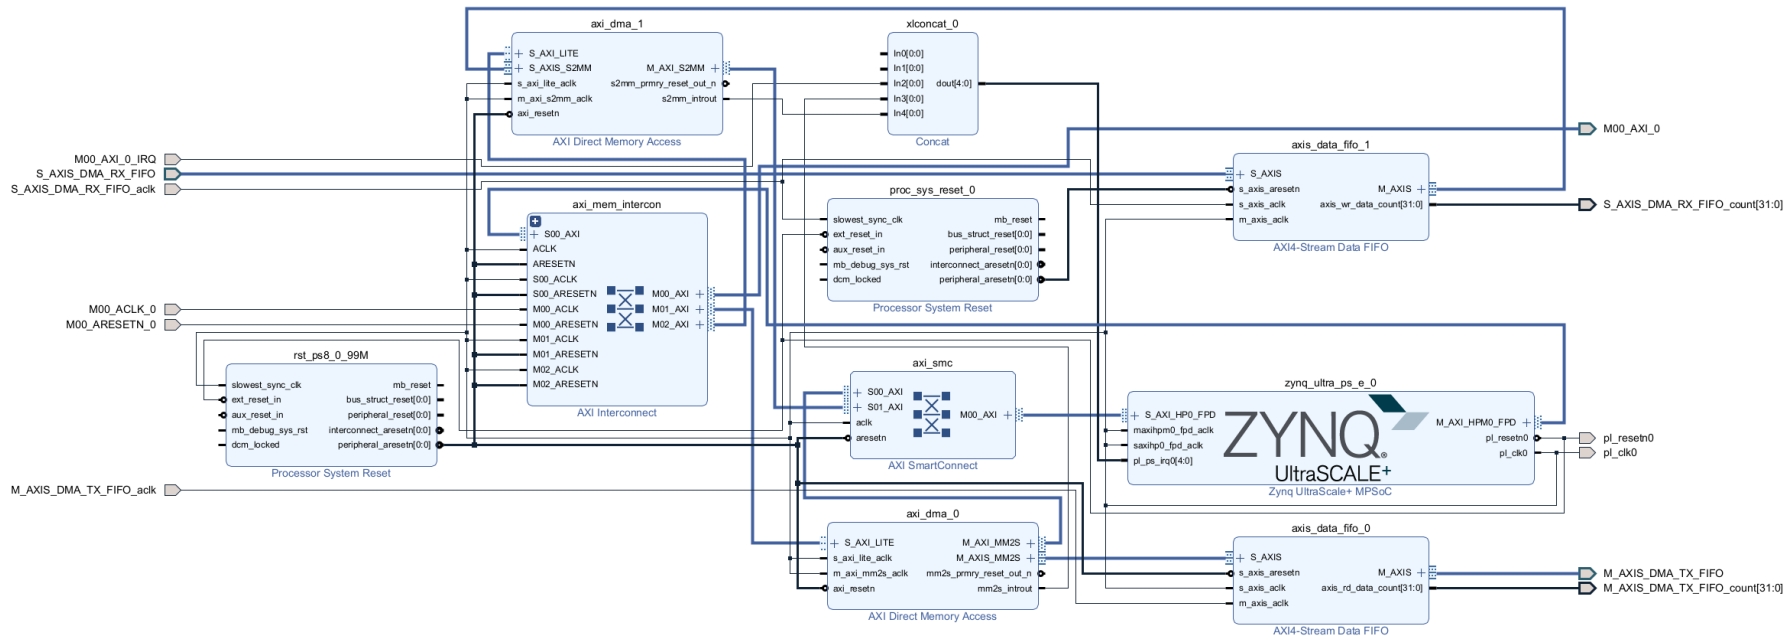 axi_dma_1
S_AXI_LITE
S_AXIS_S2MM
s_axi_lite_aclk
m_axi_s2mm_aclk
axi_resetn
M_AXI_S2MM
s2mm_prmry_reset_out_n
s2mm_introut
AXI Direct Memory Access
xlconcat_0
In0[0:0]
In1[0:0]
In2[0:0]
In3[0:0]
In4[0:0]
dout[4:0]
Concat
M00_AXI_0
axis_data_fifo_1
S_AXIS
s_axis_aresetn
s_axis_aclk
m_axis_aclk
M_AXIS
axis_wr_data_count[31:0]
AXI4-Stream Data FIFO
S_AXIS_DMA_RX_FIFO_count[31:0]
M00_AXI_0_IRQ
S_AXIS_DMA_RX_FIFO
S_AXIS_DMA_RX_FIFO_aclk
proc_sys_reset_0
slowest_sync_clk
ext_reset_in
aux_reset_in
mb_debug_sys_rst
dcm_locked
mb_reset
bus_struct_reset[0:0]
peripheral_reset[0:0]
interconnect_aresetn[0:0]
peripheral_aresetn[0:0]
Processor System Reset
axi_mem_intercon
S00_AXI
ACLK
ARESETN
S00_ACLK
S00_ARESETN
M00_ACLK
M00_ARESETN
M01_ACLK
M01_ARESETN
M02_ACLK
M02_ARESETN
M00_AXI
M01_AXI
M02_AXI
AXI Interconnect
M00_ACLK_0
M00_ARESETN_0
rst_ps8_0_99M
slowest_sync_clk
ext_reset_in
aux_reset_in
mb_debug_sys_rst
dcm_locked
mb_reset
bus_struct_reset[0:0]
peripheral_reset[0:0]
interconnect_aresetn[0:0]
peripheral_aresetn[0:0]
Processor System Reset
axi_smc
S00_AXI
S01_AXI
aclk
aresetn
M00_AXI
AXI SmartConnect
zynq_ultra_ps_e_0
S_AXI_HP0_FPD
maxihpm0_fpd_aclk
saxihp0_fpd_aclk
pl_ps_irq0[4:0]
ZYNQ®
UltraSCALE+
M_AXI_HPM0_FPD
pl_resetn0
pl_clk0
Zynq UltraScale+ MPSoC
pl_resetn0
pl_clk0
M_AXIS_DMA_TX_FIFO_aclk
axi_dma_0
S_AXI_LITE
s_axi_lite_aclk
m_axi_mm2s_aclk
axi_resetn
M_AXI_MM2S
M_AXIS_MM2S
mm2s_prmry_reset_out_n
mm2s_introut
AXI Direct Memory Access
axis_data_fifo_0
S_AXIS
s_axis_aresetn
s_axis_aclk
m_axis_aclk
M_AXIS
axis_rd_data_count[31:0]
AXI4-Stream Data FIFO
M_AXIS_DMA_TX_FIFO
M_AXIS_DMA_TX_FIFO_count[31:0]